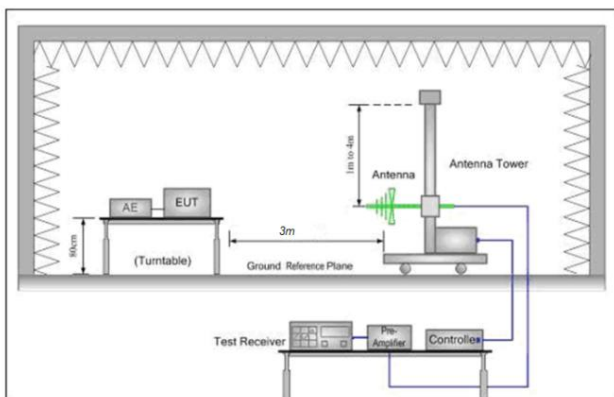 1m to 4m
Antenna
Antenna Tower
AE
EUT
80cm
3m
(Turntable)
Ground Reference Plane
Test Receiver
Pre-
Amplifier
Controller